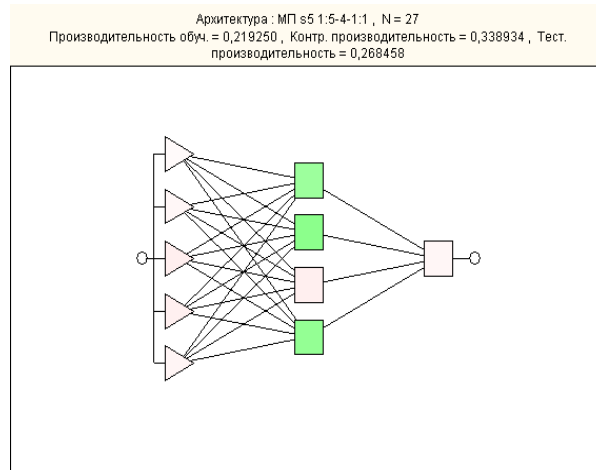 Архитектура : МП s5 1:5-4-1:1 , N = 27
Производительность обуч. = 0,219250 , Контр. производительность = 0,338934 , Тест.
производительность = 0,268458